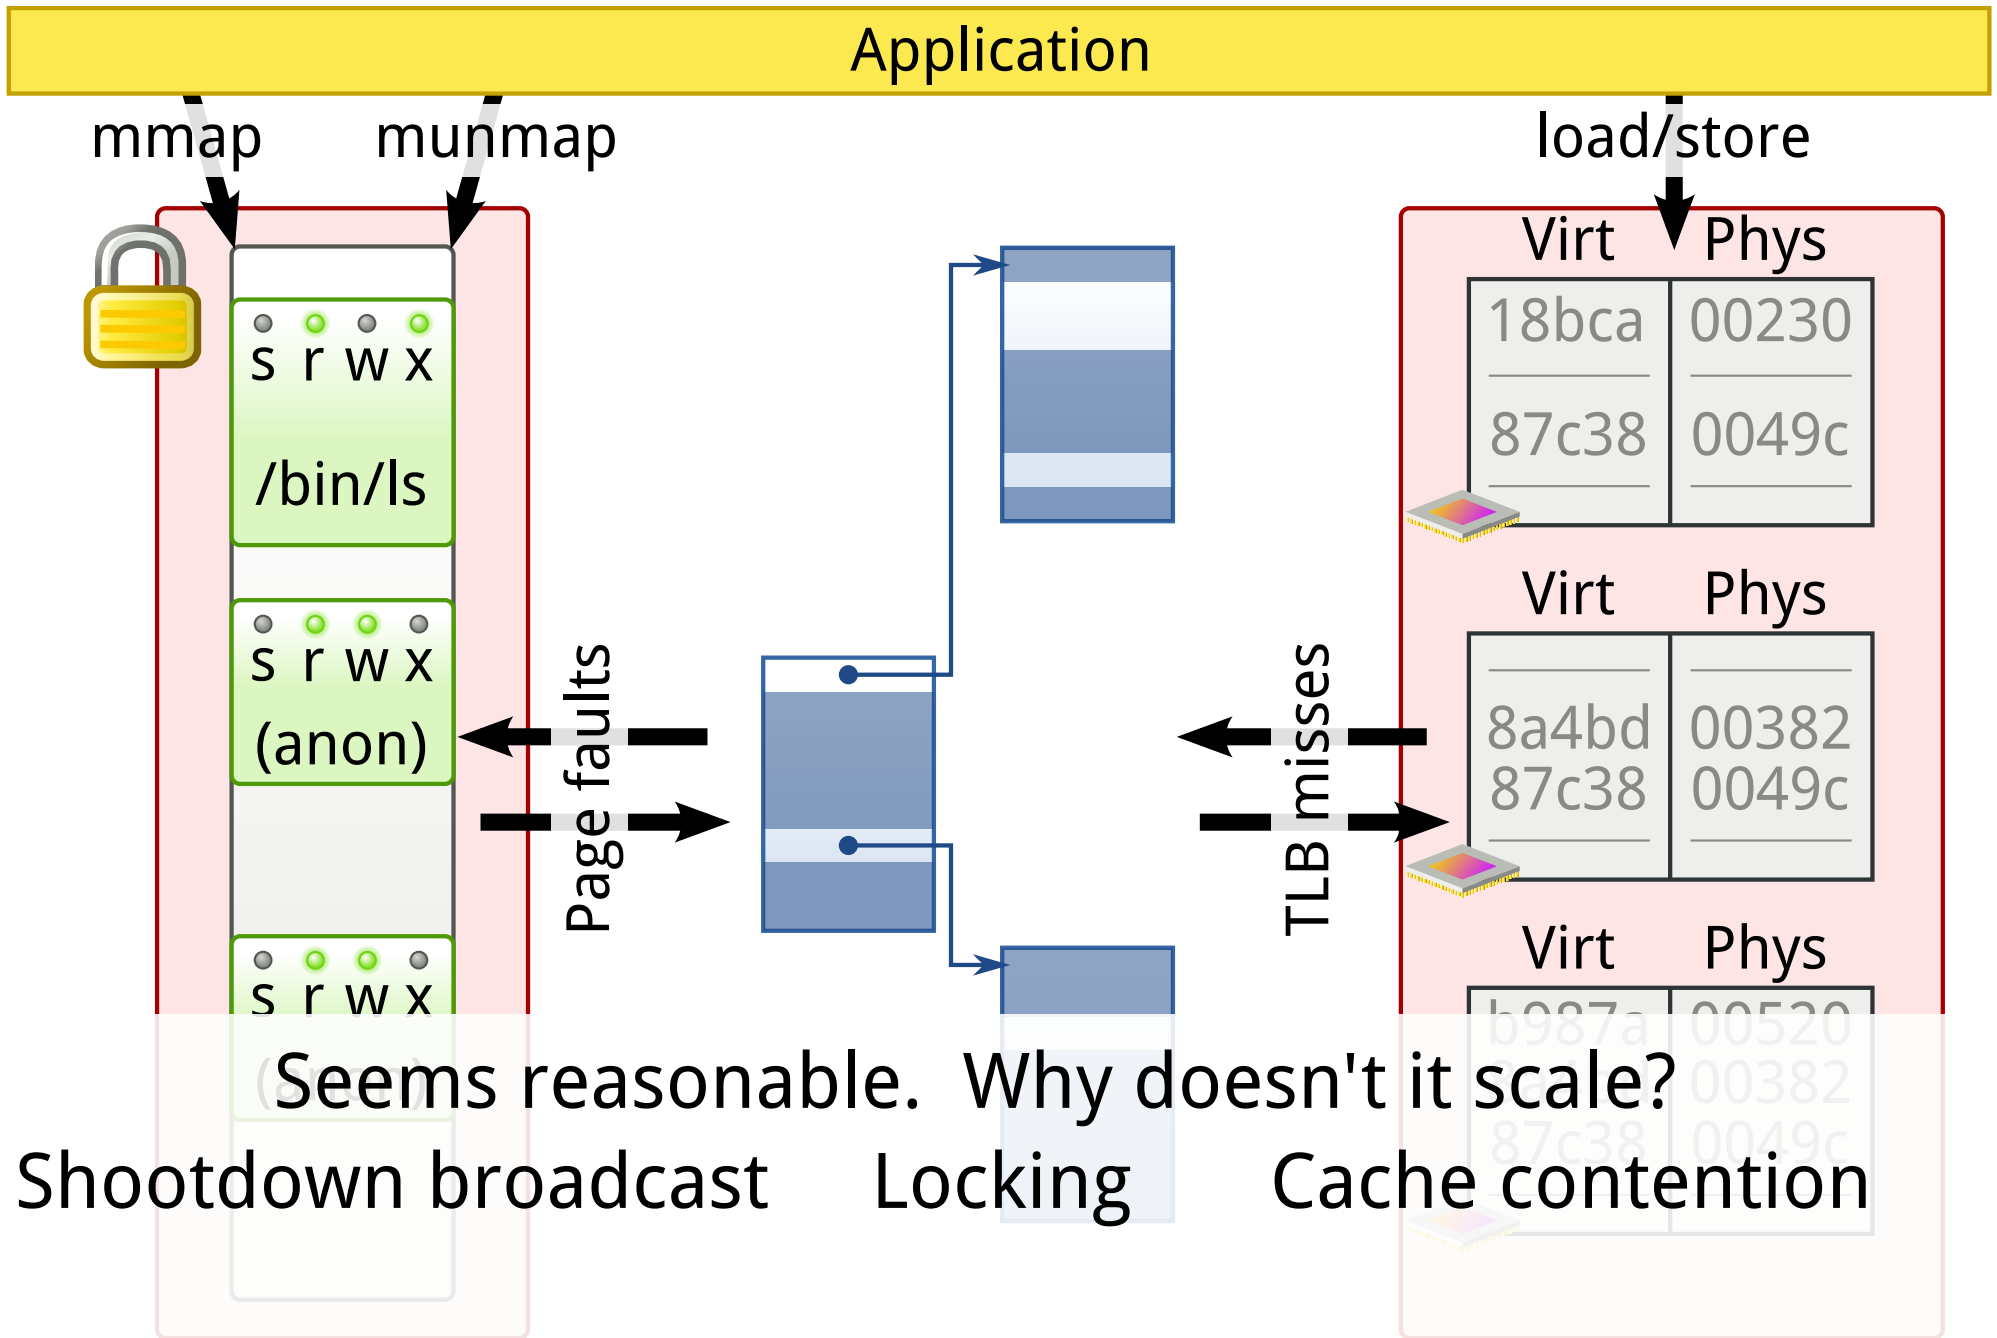 Application
mmap munmap load/store
s r w x
/bin/ls
s r w x
(anon)
s r w x
(anon)
Page faults
TLB misses
Virt Phys
18bca 00230
87c38 0049c
Virt Phys
8a4bd 00382
87c38 0049c
Virt Phys
b987a 00520
00382
87c38 0049c
Seems reasonable. Why doesn't it scale?
Shootdown broadcast Locking Cache contention